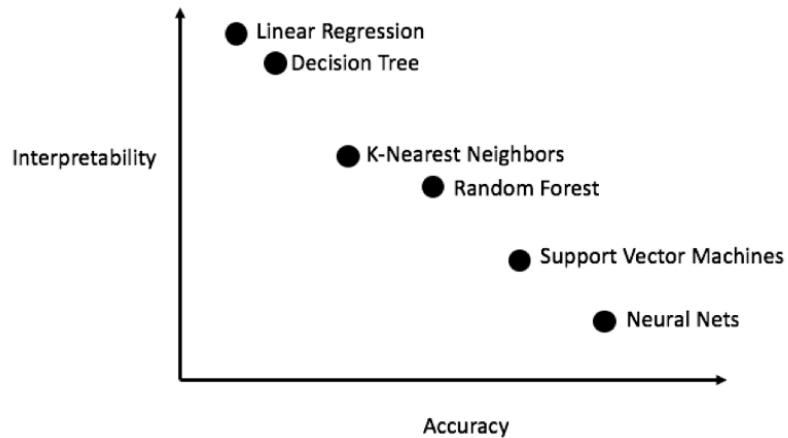 Linear Regression
Decision Tree
Interpretability
K-Nearest Neighbors
Random Forest
Support Vector Machines
Neural Nets
Accuracy